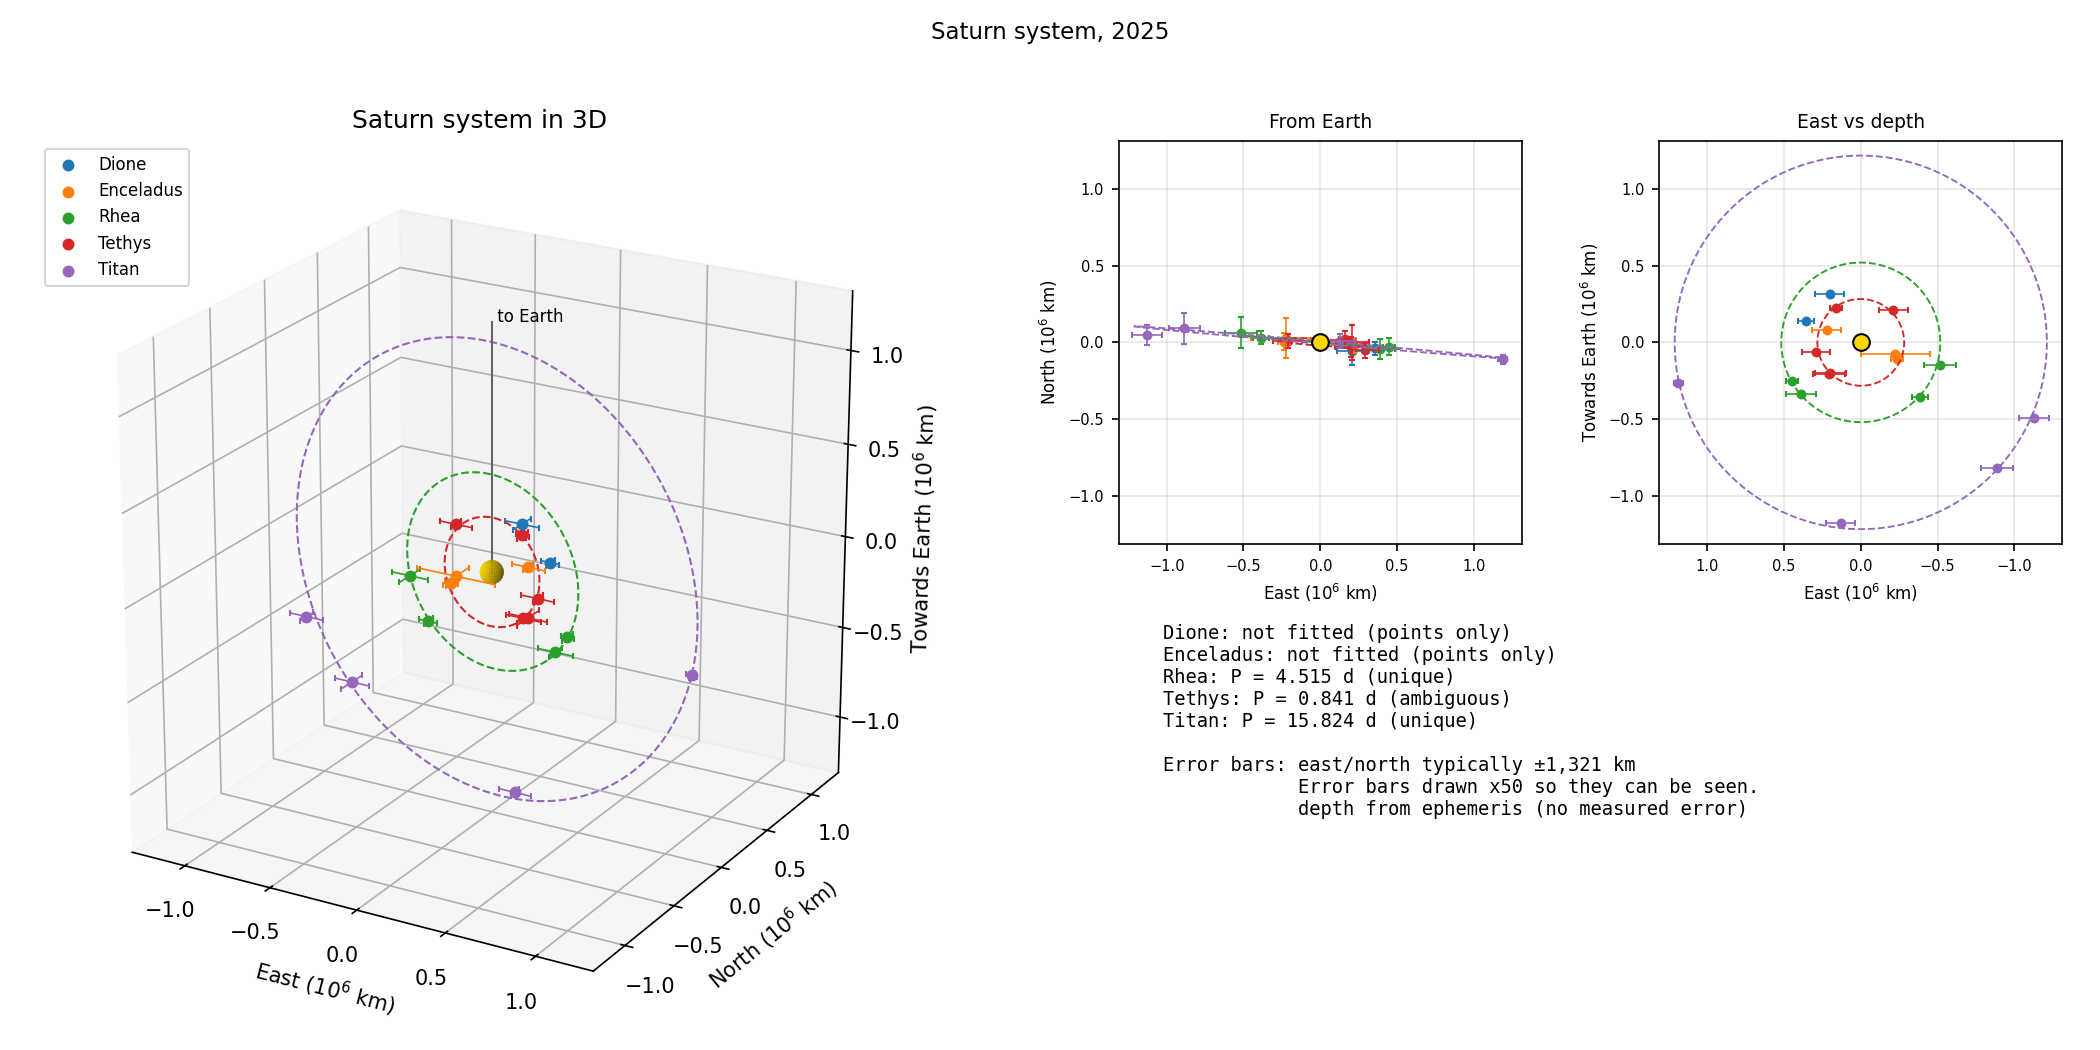 Saturn system, 2025
Saturn system in 3D
Dione
Enceladus
Rhea
Tethys
Titan
to Earth
1.0
0.5
0.0
−0.5
−1.0
Towards Earth (10⁶ km)
−1.0
−0.5
0.0
0.5
1.0
East (10⁶ km)
1.0
0.5
0.0
−0.5
−1.0
North (10⁶ km)
From Earth
1.0
0.5
0.0
−0.5
−1.0
North (10⁶ km)
−1.0 −0.5 0.0 0.5 1.0
East (10⁶ km)
East vs depth
1.0
0.5
0.0
−0.5
−1.0
Towards Earth (10⁶ km)
1.0 0.5 0.0 −0.5 −1.0
East (10⁶ km)
Dione: not fitted (points only)
Enceladus: not fitted (points only)
Rhea: P = 4.515 d (unique)
Tethys: P = 0.841 d (ambiguous)
Titan: P = 15.824 d (unique)
Error bars: east/north typically ±1,321 km
Error bars drawn x50 so they can be seen.
depth from ephemeris (no measured error)